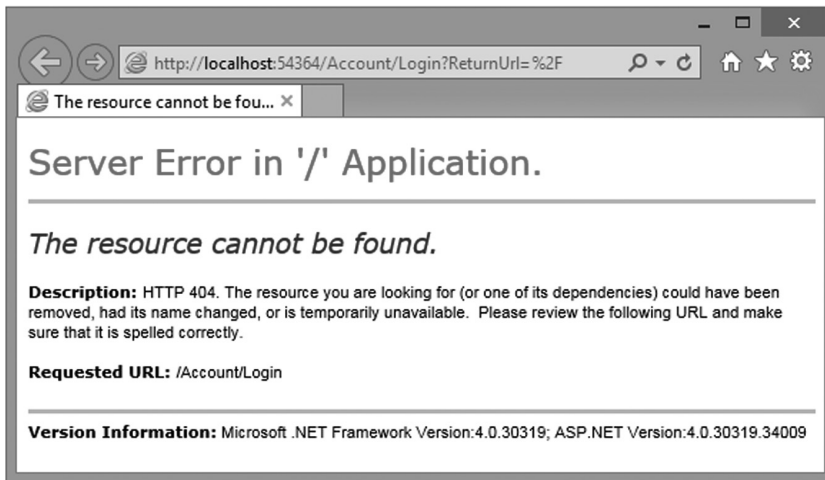 http://localhost:54364/Account/Login?ReturnUrl=%2F
The resource cannot be fou...
Server Error in '/' Application.
The resource cannot be found.
Description: HTTP 404. The resource you are looking for (or one of its dependencies) could have been
removed, had its name changed, or is temporarily unavailable.  Please review the following URL and make
sure that it is spelled correctly.
Requested URL: /Account/Login
Version Information: Microsoft .NET Framework Version:4.0.30319; ASP.NET Version:4.0.30319.34009